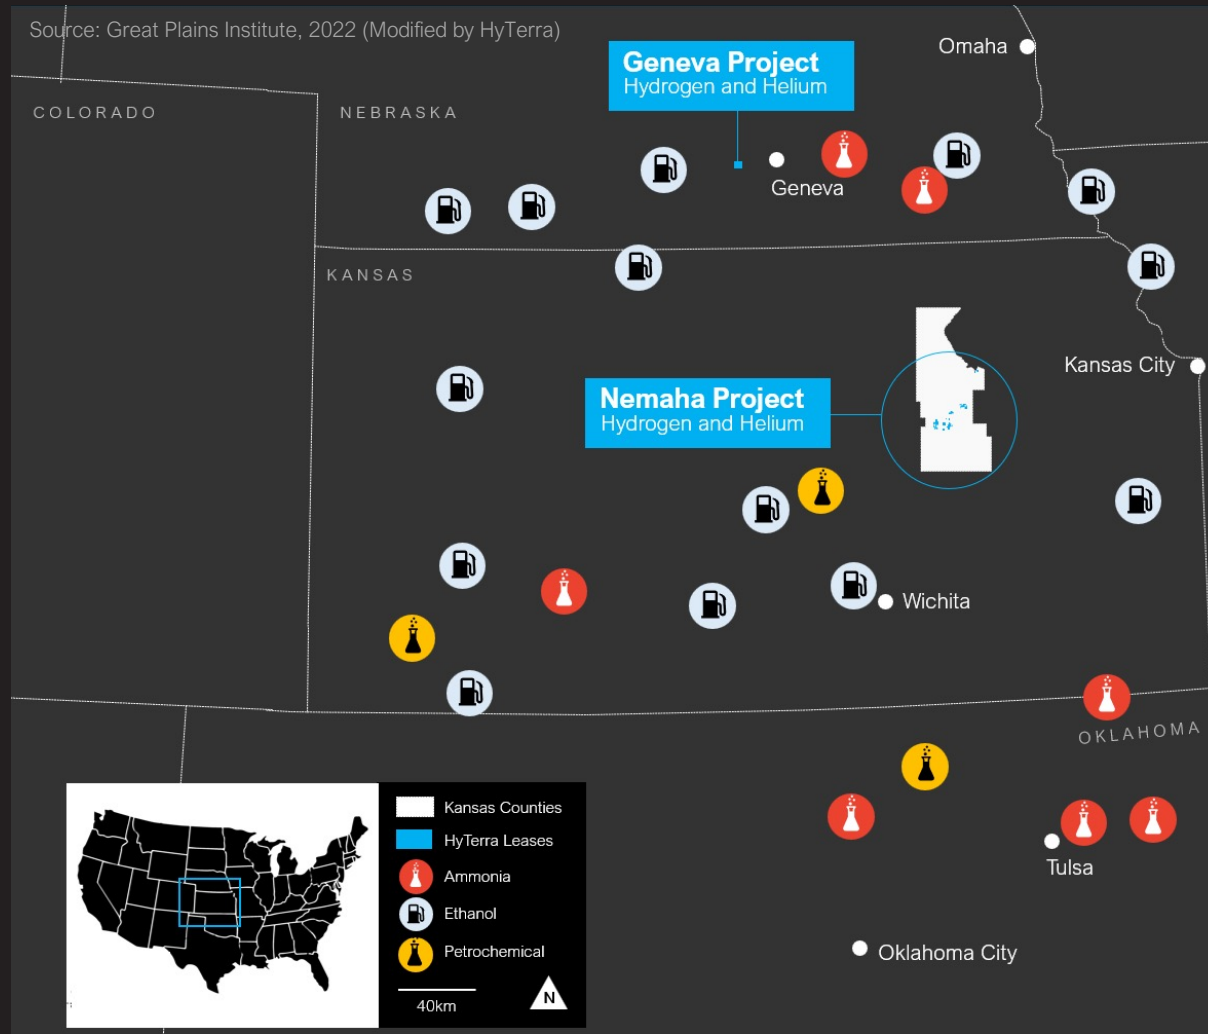 Source: Great Plains Institute, 2022 (Modified by HyTerra)
Omaha
Geneva Project
Hydrogen and Helium
COLORADO
NEBRASKA
Geneva
KANSAS
Kansas City
Nemaha Project
Hydrogen and Helium
Wichita
OKLAHOMA
Tulsa
Oklahoma City
Kansas Counties
HyTerra Leases
Ammonia
Ethanol
Petrochemical
40km
N